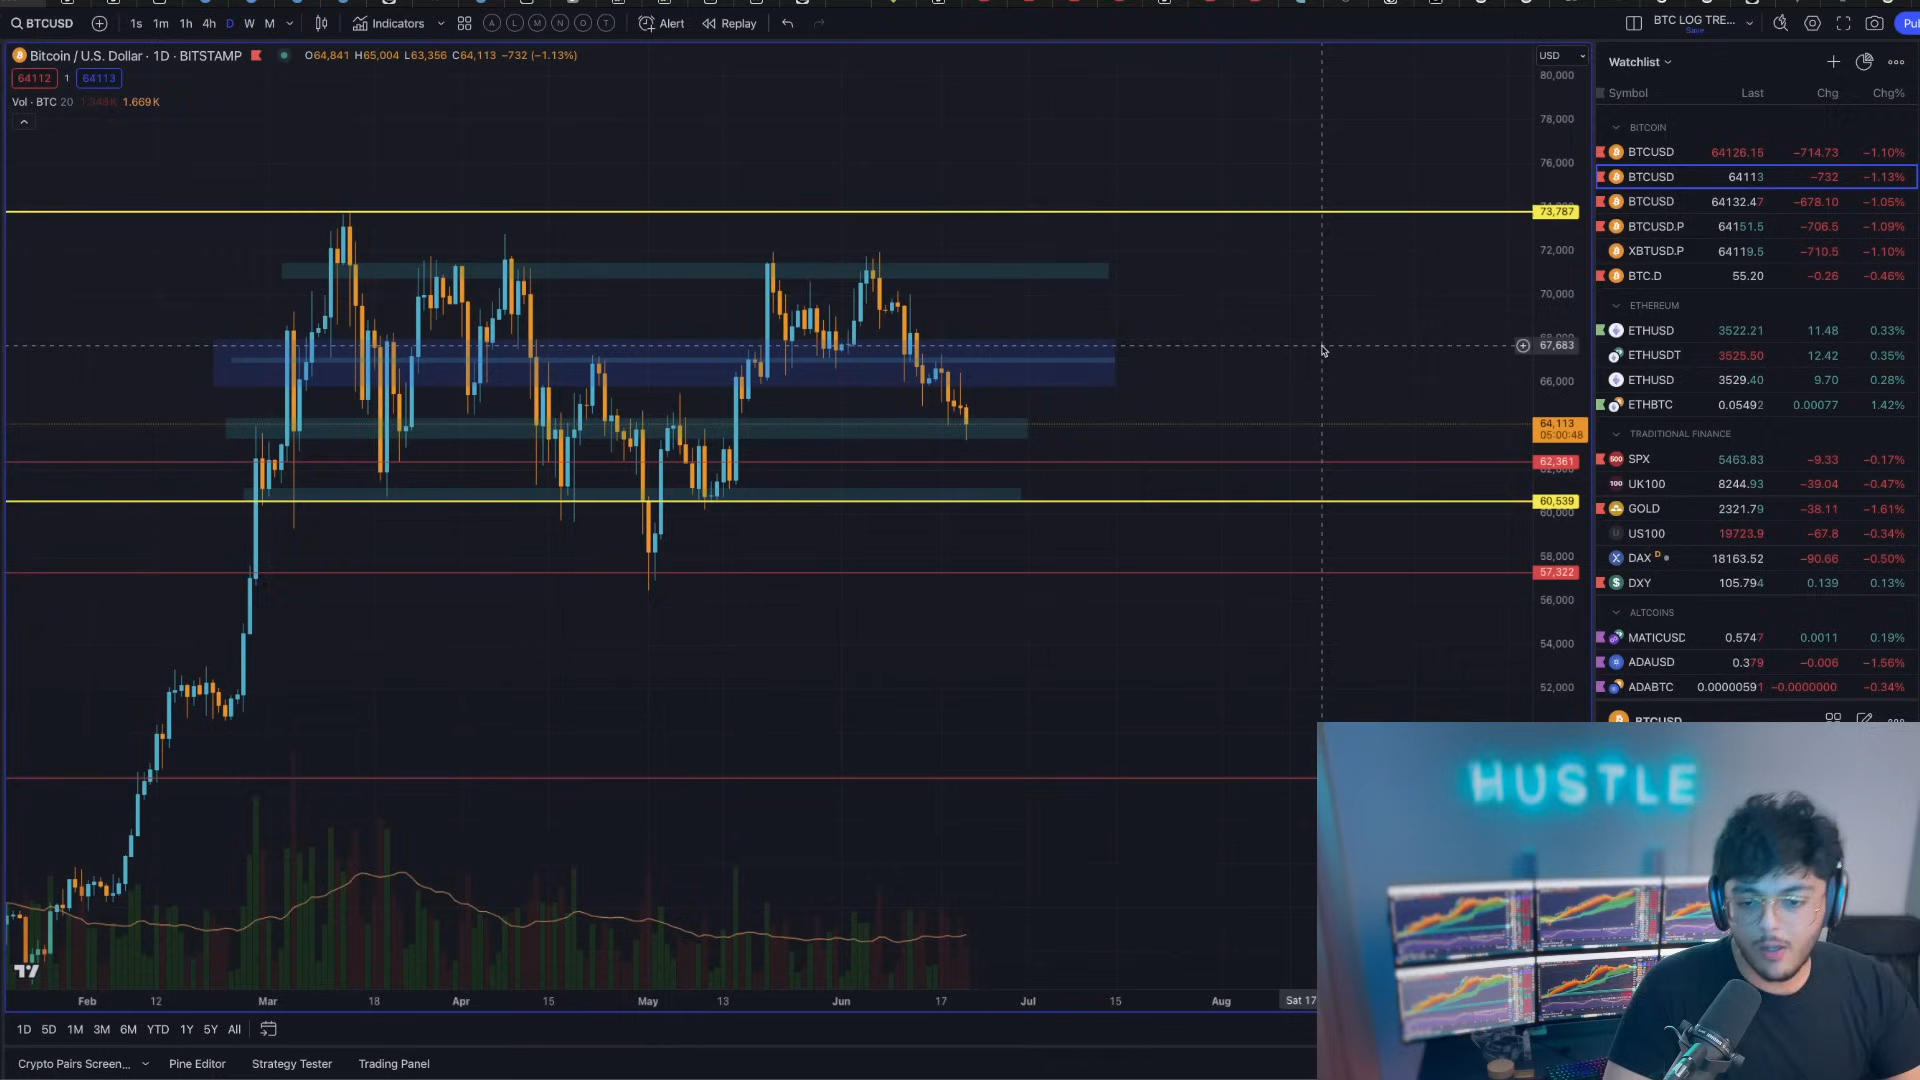 BTCUSD 1s 1m 1h 4h D W M Indicators A L M N O T Alert Replay BTC LOG TRE... Save
Bitcoin / U.S. Dollar · 1D · BITSTAMP O64,841 H65,004 L63,356 C64,113 −732 (−1.13%)
64112 1 64113
Vol · BTC 20 1.669 K
USD
80,000
78,000
76,000
73,787
72,000
70,000
67,683
66,000
64,113
05:00:48
62,361
60,539
60,000
58,000
57,322
56,000
54,000
52,000
Feb 12 Mar 18 Apr 15 May 13 Jun 17 Jul 15 Aug Sat 17
1D 5D 1M 3M 6M YTD 1Y 5Y All
Crypto Pairs Screen... Pine Editor Strategy Tester Trading Panel
Watchlist
Symbol Last Chg Chg%
BITCOIN
BTCUSD 64126.15 −714.73 −1.10%
BTCUSD 64113 −732 −1.13%
BTCUSD 64132.47 −678.10 −1.05%
BTCUSD.P 64151.5 −706.5 −1.09%
XBTUSD.P 64119.5 −710.5 −1.10%
BTC.D 55.20 −0.26 −0.46%
ETHEREUM
ETHUSD 3522.21 11.48 0.33%
ETHUSDT 3525.50 12.42 0.35%
ETHUSD 3529.40 9.70 0.28%
ETHBTC 0.05492 0.00077 1.42%
TRADITIONAL FINANCE
SPX 5463.83 −9.33 −0.17%
UK100 8244.93 −39.04 −0.47%
GOLD 2321.79 −38.11 −1.61%
US100 19723.9 −67.8 −0.34%
DAX D 18163.52 −90.66 −0.50%
DXY 105.794 0.139 0.13%
ALTCOINS
MATICUSD 0.5747 0.0011 0.19%
ADAUSD 0.379 −0.006 −1.56%
ADABTC 0.00000591 −0.0000000 −0.34%
BTCUSD
HUSTLE